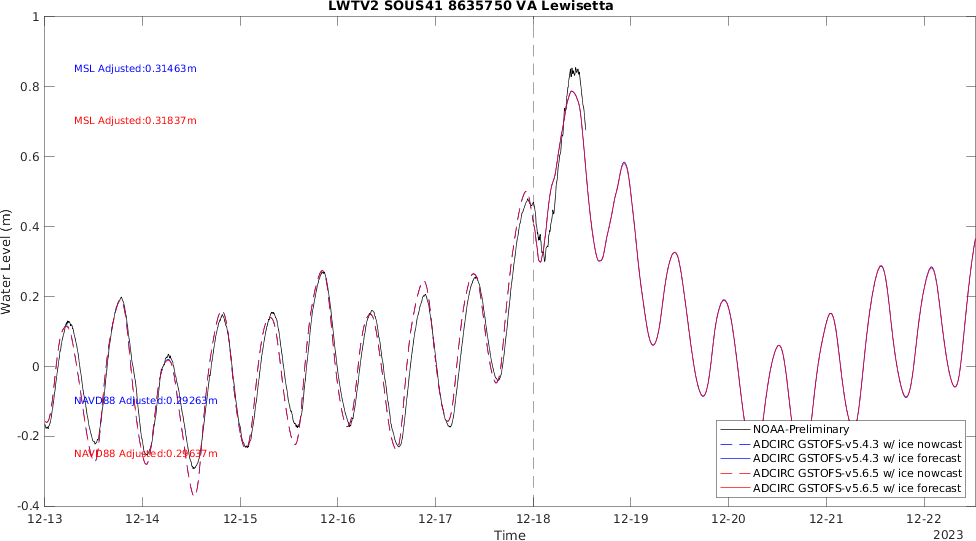 LWTV2 SOUS41 8635750 VA Lewisetta
1
0.8
0.6
0.4
0.2
0
-0.2
-0.4
Water Level (m)
MSL Adjusted:0.31463m
MSL Adjusted:0.31837m
NAVD88 Adjusted:0.29263m
NAVD88 Adjusted:0.29637m
NOAA-Preliminary
ADCIRC GSTOFS-v5.4.3 w/ ice nowcast
ADCIRC GSTOFS-v5.4.3 w/ ice forecast
ADCIRC GSTOFS-v5.6.5 w/ ice nowcast
ADCIRC GSTOFS-v5.6.5 w/ ice forecast
12-13 12-14 12-15 12-16 12-17 12-18 12-19 12-20 12-21 12-22
Time
2023